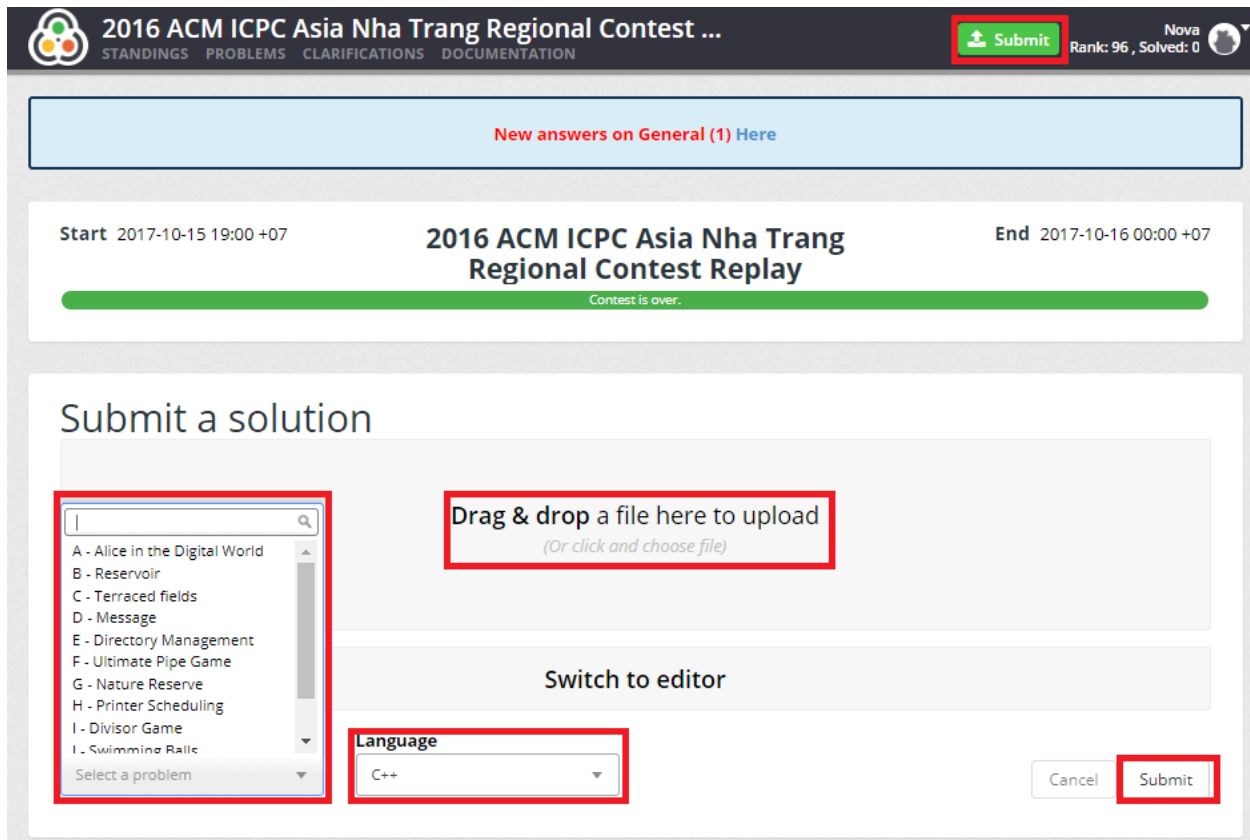 2016 ACM ICPC Asia Nha Trang Regional Contest ...
STANDINGS PROBLEMS CLARIFICATIONS DOCUMENTATION
Submit
Nova
Rank: 96 , Solved: 0
New answers on General (1) Here
Start 2017-10-15 19:00 +07
2016 ACM ICPC Asia Nha Trang
Regional Contest Replay
End 2017-10-16 00:00 +07
Contest is over.
Submit a solution
Drag & drop a file here to upload
(Or click and choose file)
A - Alice in the Digital World
B - Reservoir
C - Terraced fields
D - Message
E - Directory Management
F - Ultimate Pipe Game
G - Nature Reserve
H - Printer Scheduling
I - Divisor Game
J - Swimming Balls
Select a problem
Switch to editor
Language
C++
Cancel
Submit